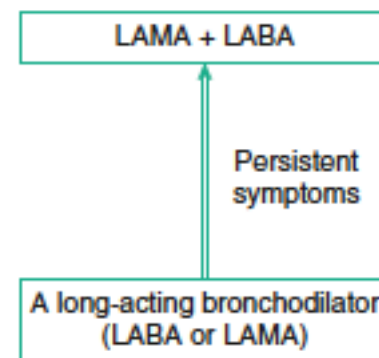 LAMA + LABA
Persistent
symptoms
A long-acting bronchodilator
(LABA or LAMA)